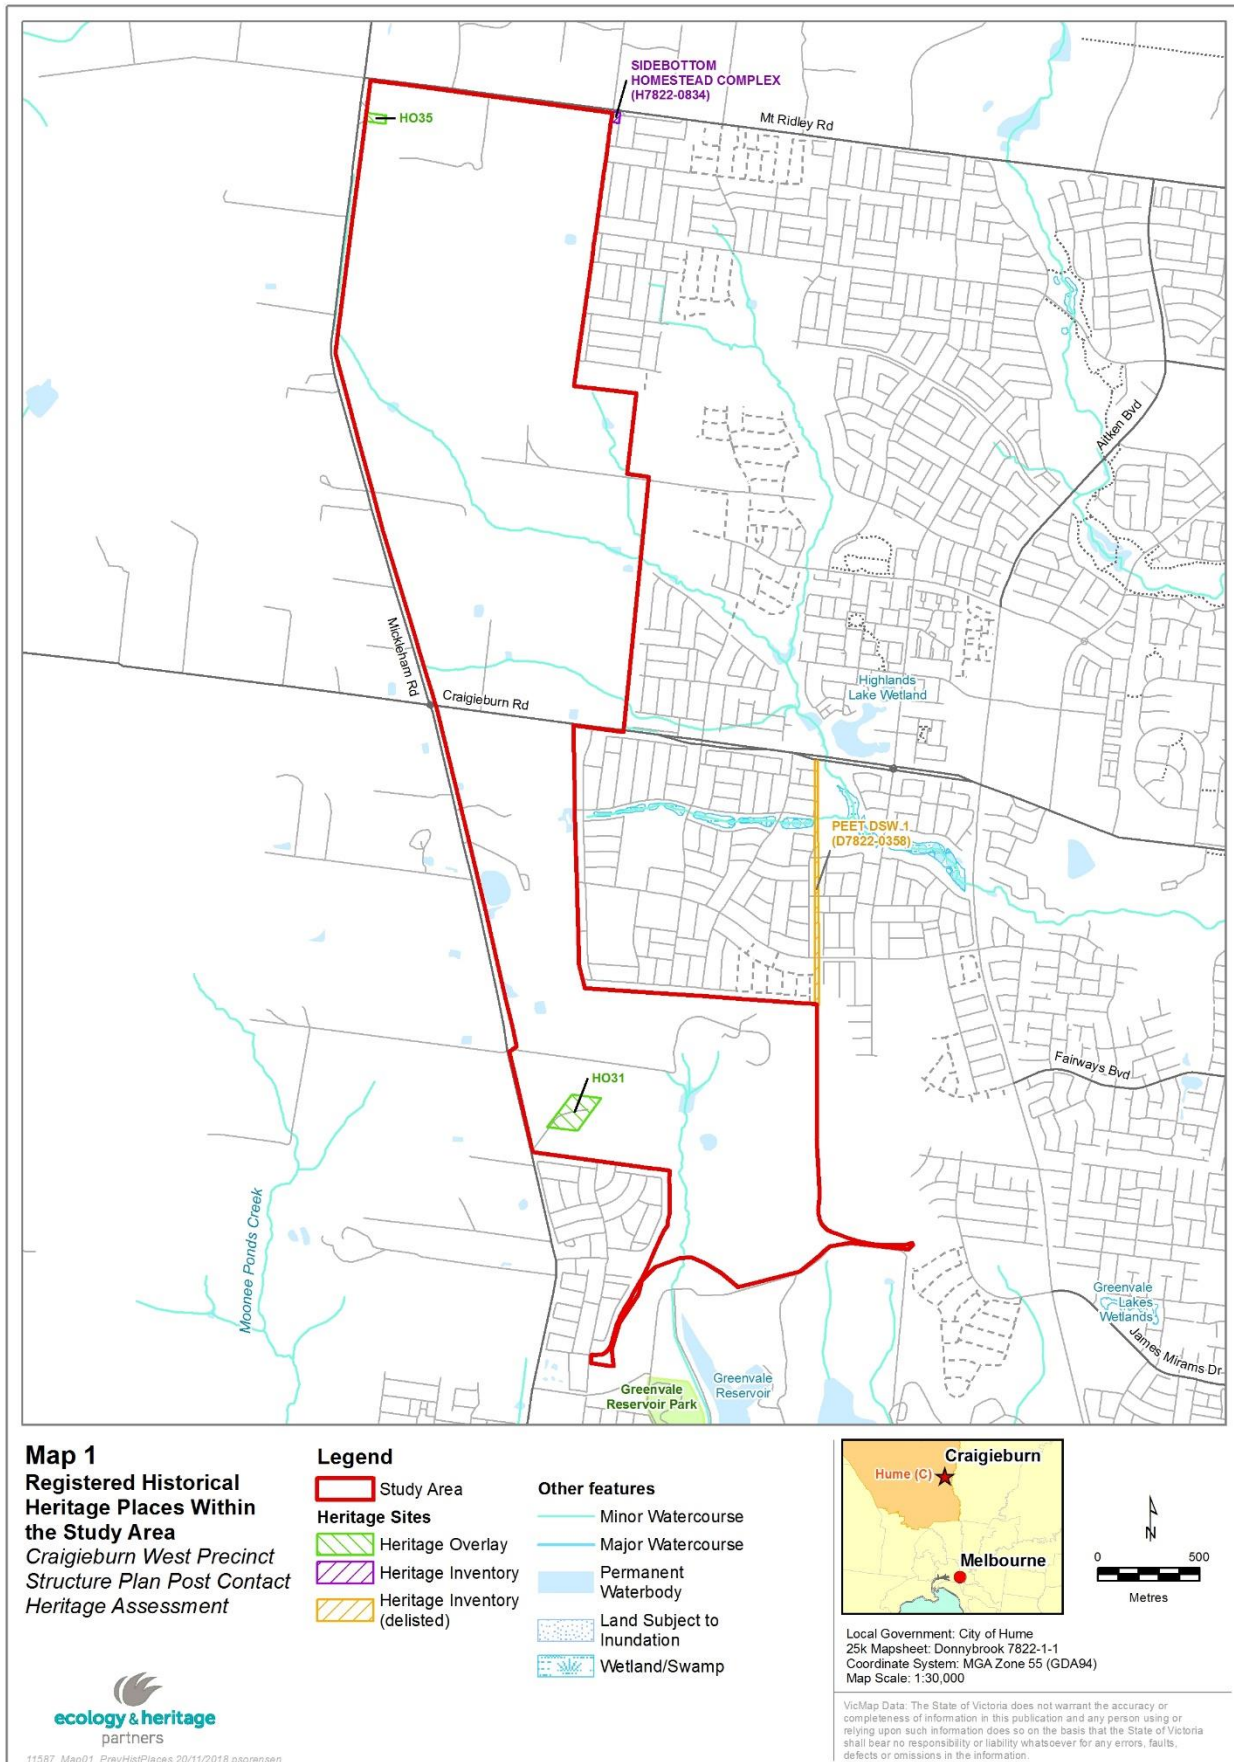 SIDEBOTTOM
HOMESTEAD COMPLEX
(H7822-0834)
HO35
Mt Ridley Rd
Aitken Bvd
Mickleham Rd
Craigieburn Rd
Highlands
Lake Wetland
PEET DSW 1
(D7822-0358)
HO31
Fairways Bvd
Moonee Ponds Creek
Greenvale
Lakes
Wetlands
James Mirams Dr
Greenvale
Reservoir
Greenvale
Reservoir Park
Map 1
Registered Historical
Heritage Places Within
the Study Area
Craigieburn West Precinct
Structure Plan Post Contact
Heritage Assessment
ecology & heritage
partners
11587_Map01_PrevHistPlaces 20/11/2018 psorensen
Legend
Study Area
Heritage Sites
Heritage Overlay
Heritage Inventory
Heritage Inventory
(delisted)
Other features
Minor Watercourse
Major Watercourse
Permanent
Waterbody
Land Subject to
Inundation
Wetland/Swamp
Craigieburn
Hume (C)
Melbourne
N
0 500
Metres
Local Government: City of Hume
25k Mapsheet: Donnybrook 7822-1-1
Coordinate System: MGA Zone 55 (GDA94)
Map Scale: 1:30,000
VicMap Data: The State of Victoria does not warrant the accuracy or
completeness of information in this publication and any person using or
relying upon such information does so on the basis that the State of Victoria
shall bear no responsibility or liability whatsoever for any errors, faults,
defects or omissions in the information.